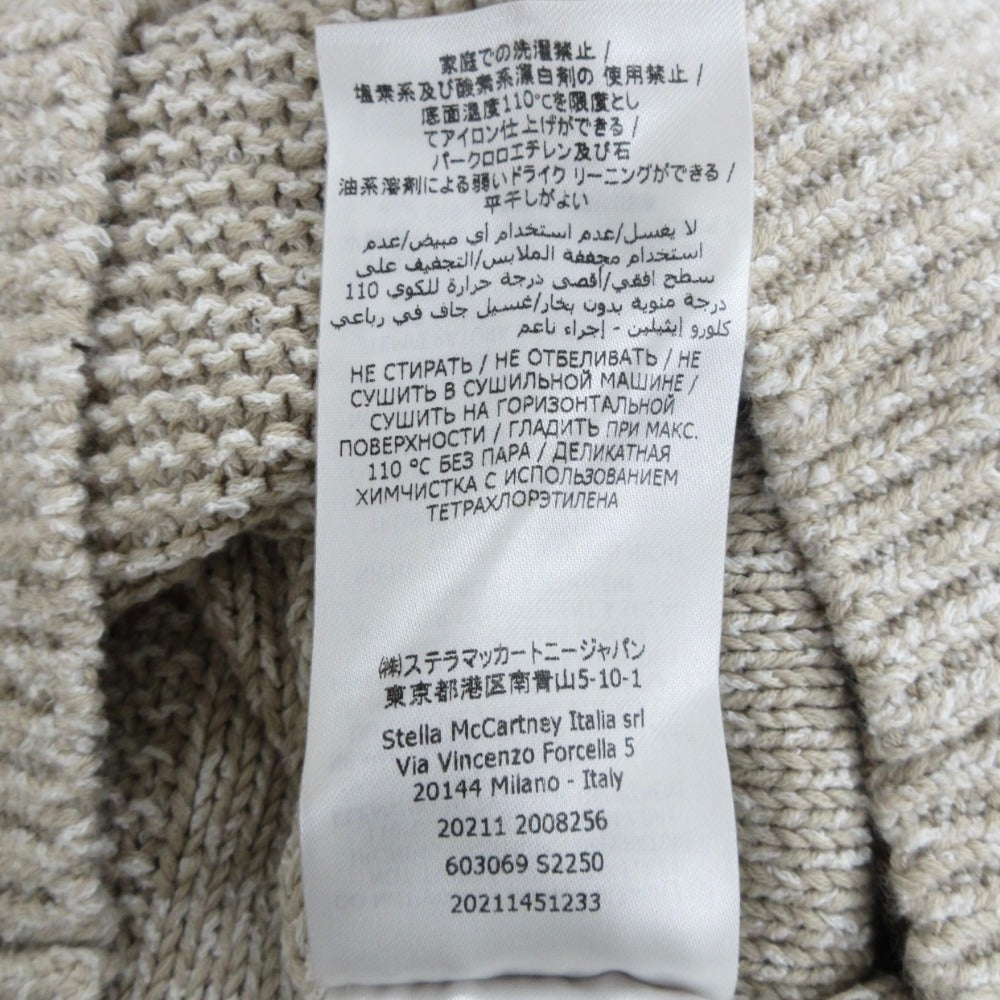 家庭での洗濯禁止 /
塩素系及び酸素系漂白剤の 使用禁止 /
底面温度110℃を限度とし
てアイロン仕上げができる /
パークロロエチレン及び石
油系溶剤による弱いドライク リーニングができる /
平干しがよい
لا يغسل/عدم استخدام أي مبيض/عدم
استخدام مجففة الملابس/التجفيف على
سطح افقي/أقصى درجة حرارة للكوي 110
درجة مئوية بدون بخار/غسيل جاف في رباعي
كلورو إيثيلين - إجراء ناعم
НЕ СТИРАТЬ / НЕ ОТБЕЛИВАТЬ / НЕ
СУШИТЬ В СУШИЛЬНОЙ МАШИНЕ /
СУШИТЬ НА ГОРИЗОНТАЛЬНОЙ
ПОВЕРХНОСТИ / ГЛАДИТЬ ПРИ МАКС.
110 °C БЕЗ ПАРА / ДЕЛИКАТНАЯ
ХИМЧИСТКА С ИСПОЛЬЗОВАНИЕМ
ТЕТРАХЛОРЭТИЛЕНА
㈱ステラマッカートニージャパン
東京都港区南青山5-10-1
Stella McCartney Italia srl
Via Vincenzo Forcella 5
20144 Milano - Italy
20211 2008256
603069 S2250
20211451233